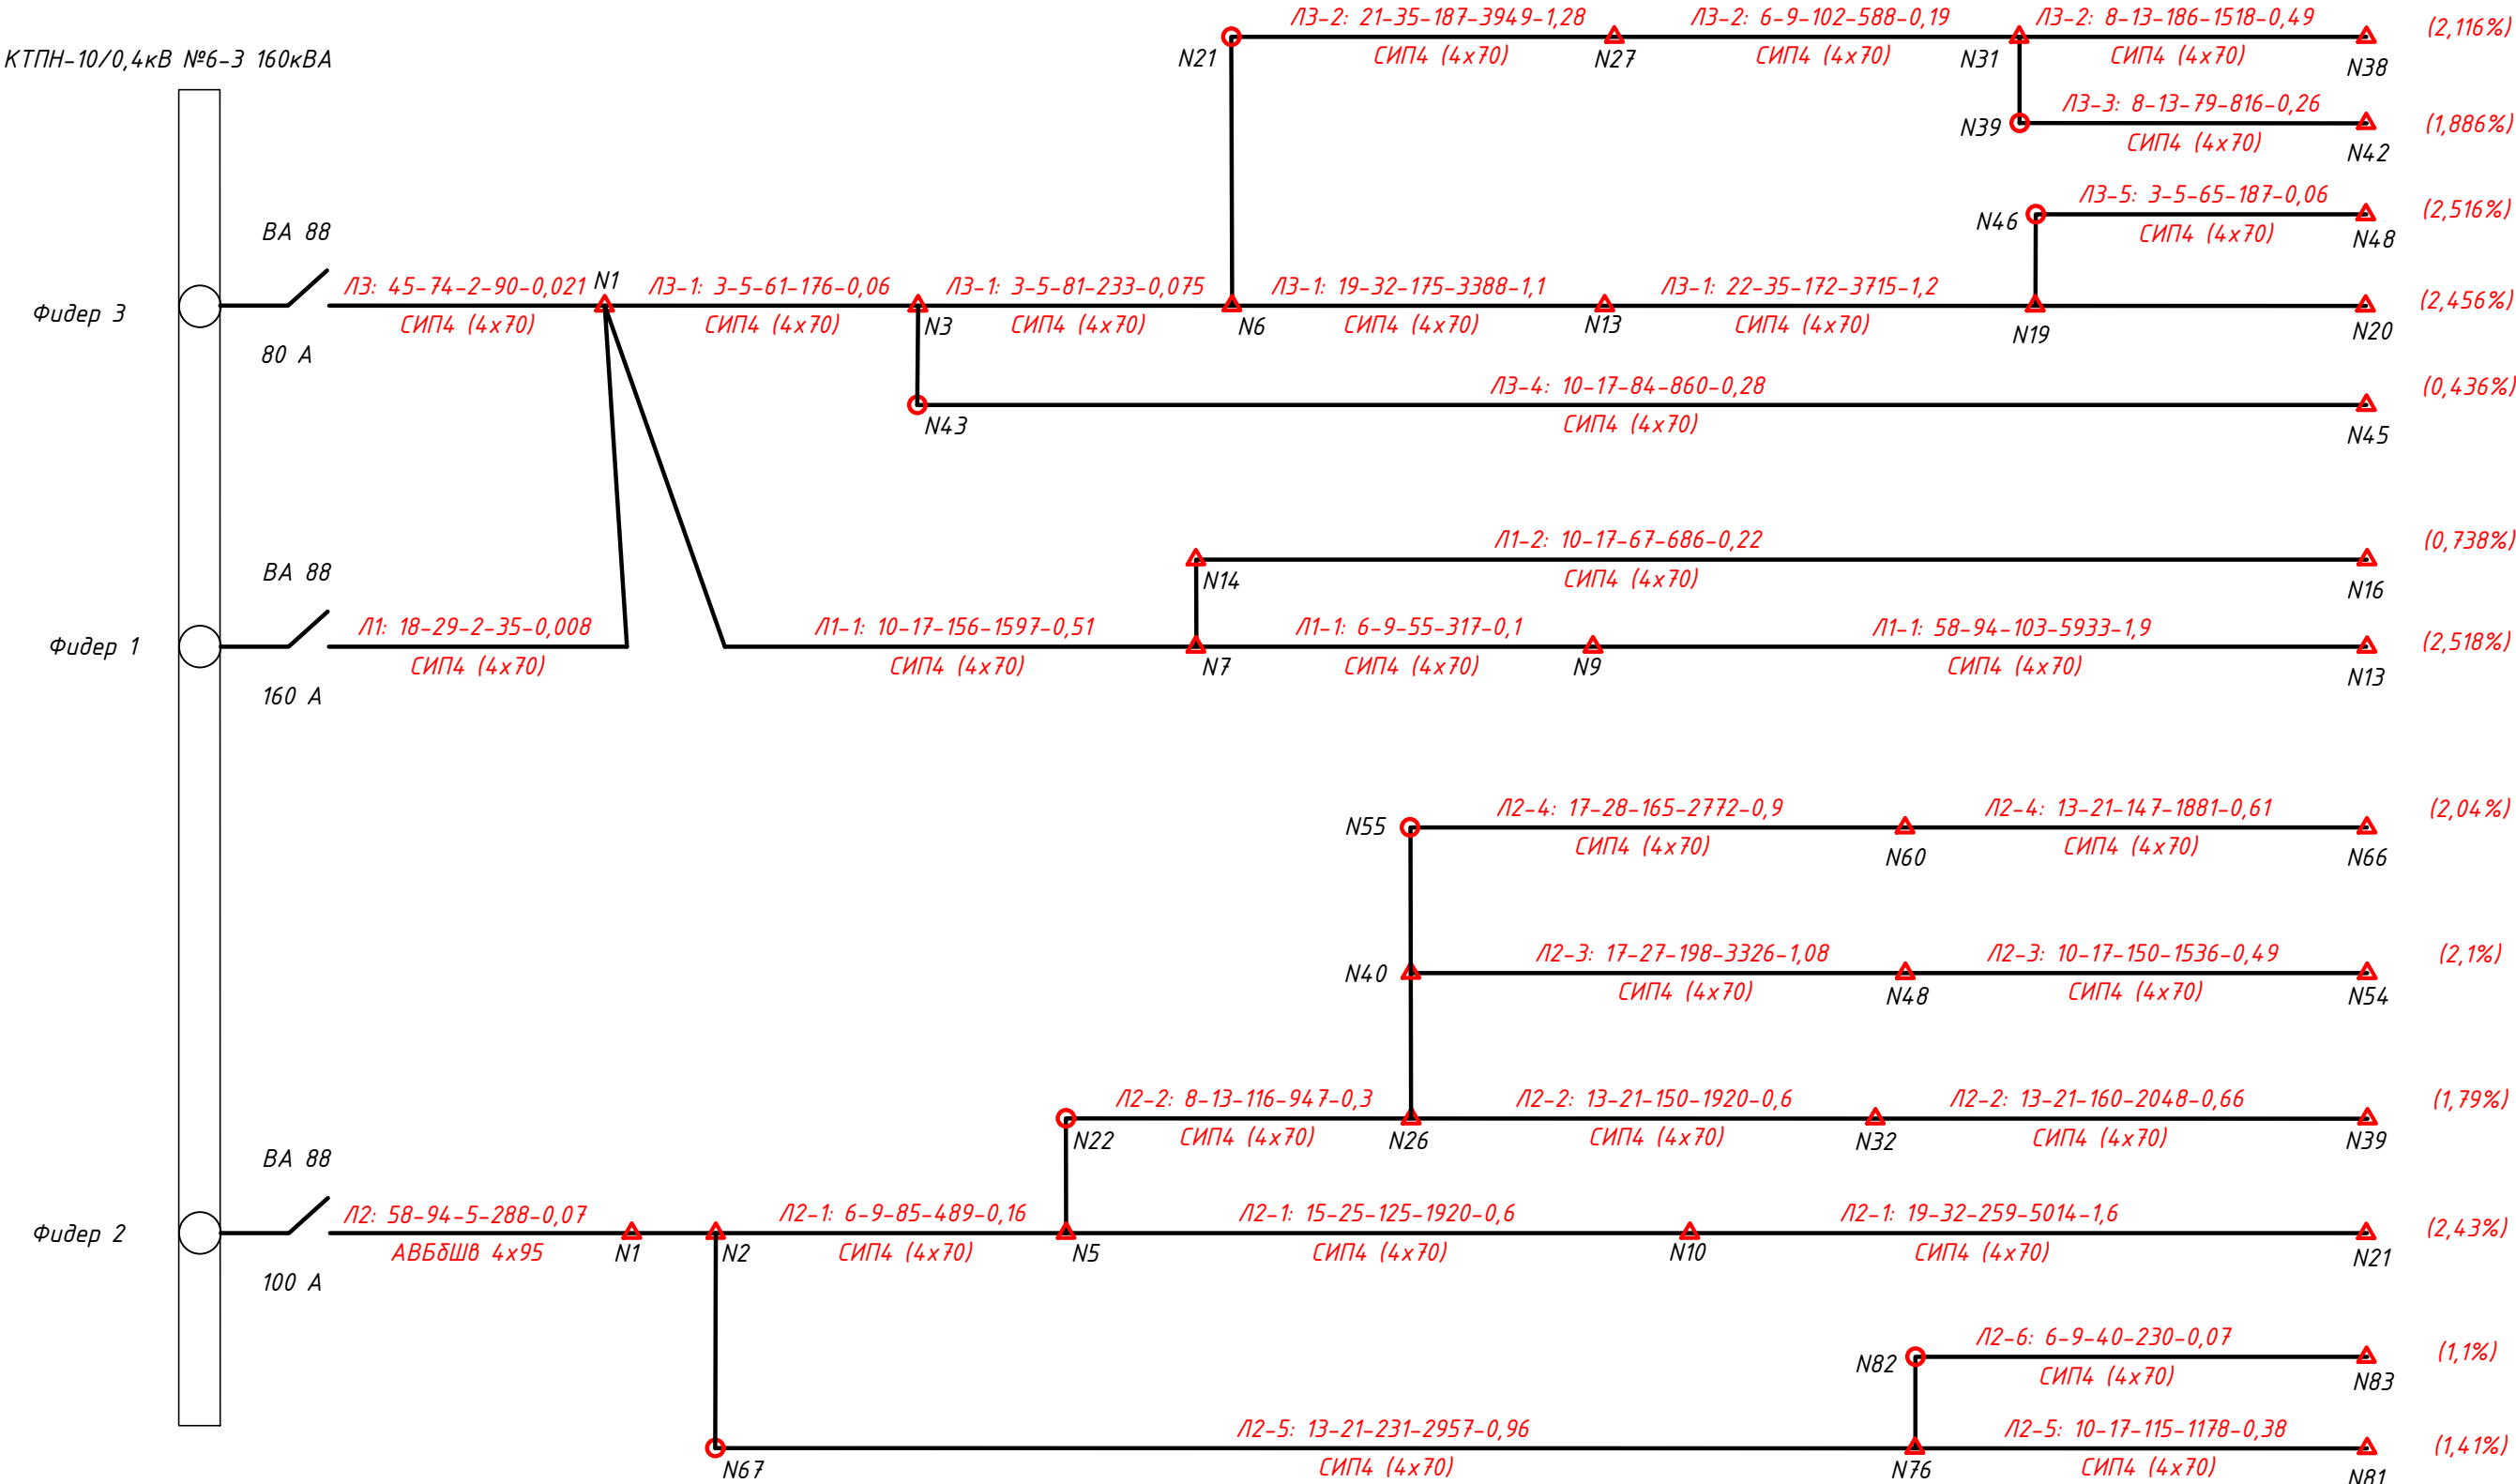 КТПН-10/0,4кВ №6-3 160кВА
Л3-2: 21-35-187-3949-1,28
СИП4 (4х70)
Л3-2: 6-9-102-588-0,19
СИП4 (4х70)
Л3-2: 8-13-186-1518-0,49
СИП4 (4х70)
(2,116%)
N21
N27
N31
N38
Л3-3: 8-13-79-816-0,26
СИП4 (4х70)
(1,886%)
N39
N42
Л3-5: 3-5-65-187-0,06
СИП4 (4х70)
(2,516%)
N46
N48
Фидер 3
ВА 88
80 А
Л3: 45-74-2-90-0,021
СИП4 (4х70)
N1
Л3-1: 3-5-61-176-0,06
СИП4 (4х70)
N3
Л3-1: 3-5-81-233-0,075
СИП4 (4х70)
N6
Л3-1: 19-32-175-3388-1,1
СИП4 (4х70)
N13
Л3-1: 22-35-172-3715-1,2
СИП4 (4х70)
N19
(2,456%)
N20
Л3-4: 10-17-84-860-0,28
СИП4 (4х70)
(0,436%)
N43
N45
Л1-2: 10-17-67-686-0,22
СИП4 (4х70)
(0,738%)
N14
N16
Фидер 1
ВА 88
160 А
Л1: 18-29-2-35-0,008
СИП4 (4х70)
Л1-1: 10-17-156-1597-0,51
СИП4 (4х70)
N7
Л1-1: 6-9-55-317-0,1
СИП4 (4х70)
N9
Л1-1: 58-94-103-5933-1,9
СИП4 (4х70)
(2,518%)
N13
N55
Л2-4: 17-28-165-2772-0,9
СИП4 (4х70)
N60
Л2-4: 13-21-147-1881-0,61
СИП4 (4х70)
(2,04%)
N66
N40
Л2-3: 17-27-198-3326-1,08
СИП4 (4х70)
N48
Л2-3: 10-17-150-1536-0,49
СИП4 (4х70)
(2,1%)
N54
Л2-2: 8-13-116-947-0,3
СИП4 (4х70)
N22
N26
Л2-2: 13-21-150-1920-0,6
СИП4 (4х70)
N32
Л2-2: 13-21-160-2048-0,66
СИП4 (4х70)
(1,79%)
N39
Фидер 2
ВА 88
100 А
Л2: 58-94-5-288-0,07
АВБбШв 4х95
N1
N2
Л2-1: 6-9-85-489-0,16
СИП4 (4х70)
N5
Л2-1: 15-25-125-1920-0,6
СИП4 (4х70)
N10
Л2-1: 19-32-259-5014-1,6
СИП4 (4х70)
(2,43%)
N21
N82
Л2-6: 6-9-40-230-0,07
СИП4 (4х70)
(1,1%)
N83
N67
Л2-5: 13-21-231-2957-0,96
СИП4 (4х70)
N76
Л2-5: 10-17-115-1178-0,38
СИП4 (4х70)
(1,41%)
N81